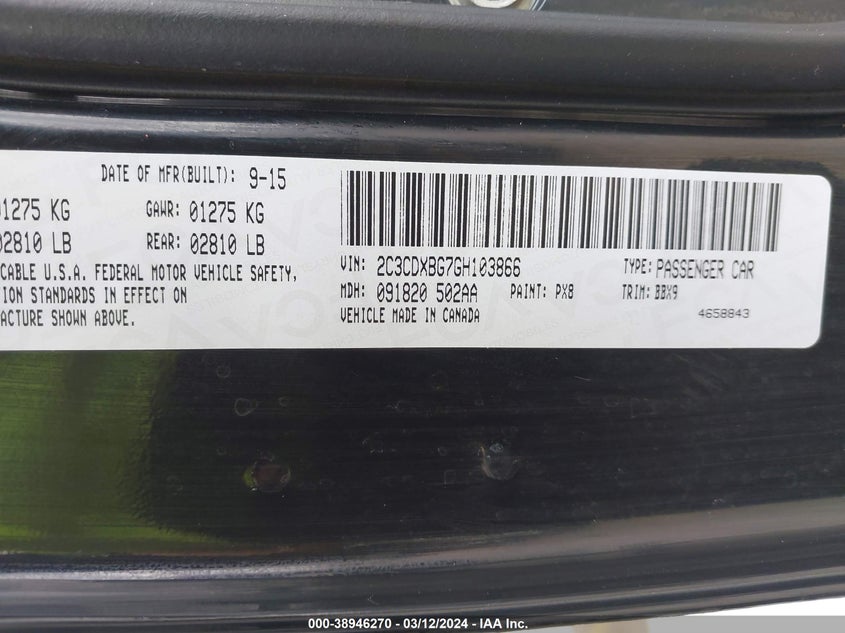 DATE OF MFR(BUILT): 9-15
01275 KG GAWR: 01275 KG
02810 LB REAR: 02810 LB
CABLE U.S.A. FEDERAL MOTOR VEHICLE SAFETY,
ION STANDARDS IN EFFECT ON
ACTURE SHOWN ABOVE.
VIN: 2C3CDXBG7GH103866 TYPE: PASSENGER CAR
MDH: 091820 502AA PAINT: PX8 TRIM: BBX9
VEHICLE MADE IN CANADA 4658843
000-38946270 - 03/12/2024 - IAA Inc.